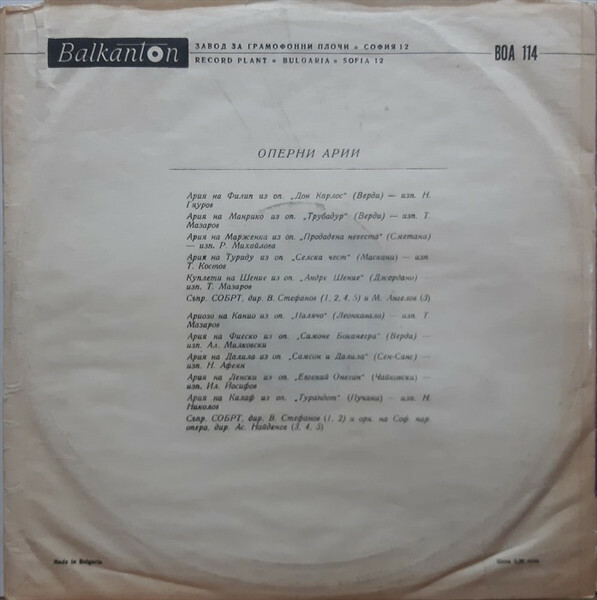 Balkanton
ЗАВОД ЗА ГРАМОФОННИ ПЛОЧИ • СОФИЯ 12
RECORD PLANT • BULGARIA • SOFIA 12
ВОА 114
ОПЕРНИ АРИИ
Ария на Филип из оп. „Дон Карлос" (Верди) — изп. Н.
Гяуров
Ария на Манрико из оп. „Трубадур" (Верди) — изп. Т.
Мазаров
Ария на Марженка из оп. „Продадена невеста" (Сметана)
— изп. Р. Михайлова
Ария на Туриду из оп. „Селска чест" (Маскани) — изп.
Т. Костов
Куплети на Шение из оп. „Андре Шение" (Джордано) —
изп. Т. Мазаров
Съпр. СОБРТ, дир. В. Стефанов (1, 2, 4, 5) и М. Ангелов (3)
Ариозо на Канио из оп. „Палячо" (Леонкавало) — изп. Т.
Мазаров
Ария на Фиеско из оп. „Симоне Боканегра" (Верди) —
изп. Ал. Милковски
Ария на Далила из оп. „Самсон и Далила" (Сен-Санс) —
изп. Н. Афеян
Ария на Ленски из оп. „Евгений Онегин" (Чайковски) —
изп. Ил. Йосифов
Ария на Калаф из оп. „Турандот" (Пучини) — изп. Н.
Николов
Съпр. СОБРТ, дир. В. Стефанов (1, 2) и орк. на Соф. нар.
опера, дир. Ас. Найденов (3, 4, 5)
Made in Bulgaria